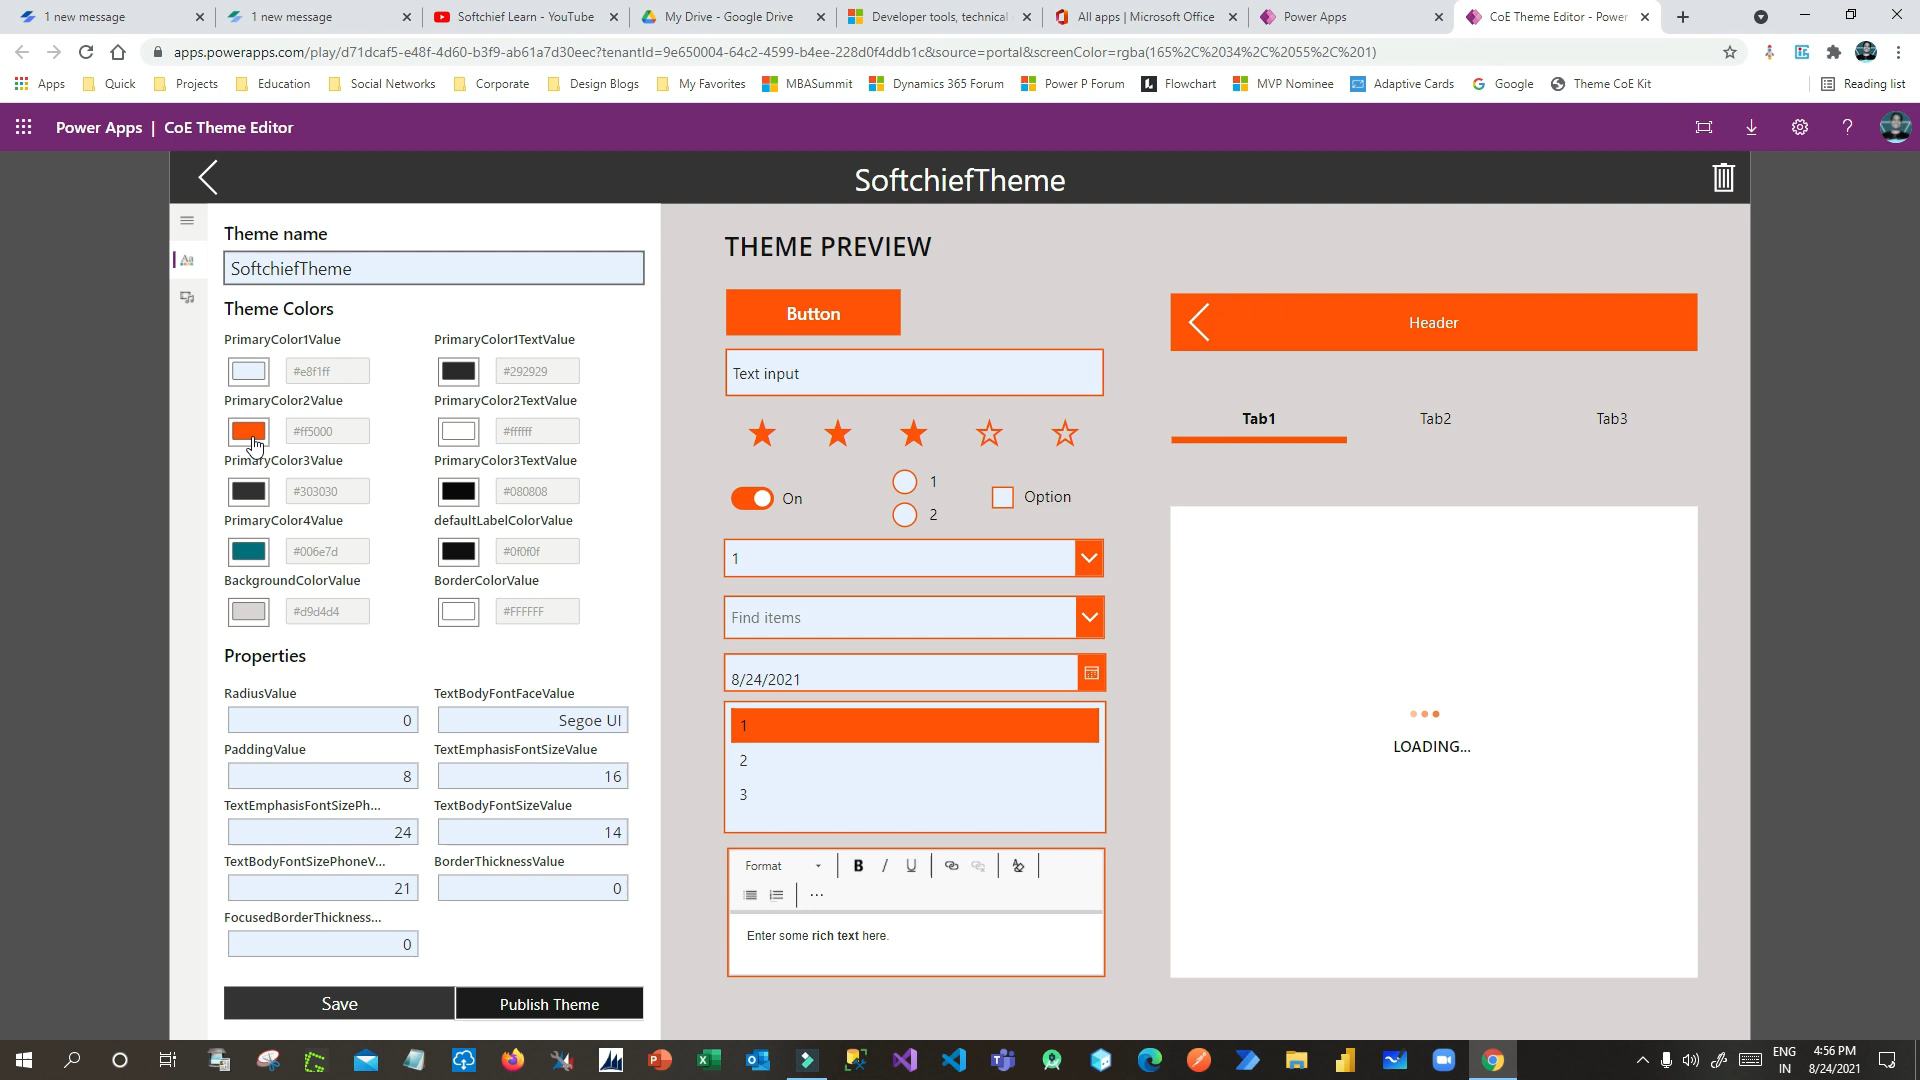 1 new message
1 new message
Softchief Learn - YouTube
My Drive - Google Drive
Developer tools, technical
All apps | Microsoft Office
Power Apps
CoE Theme Editor - Power
apps.powerapps.com/play/d71dcaf5-e48f-4d60-b3f9-ab61a7d30eec?tenantId=9e650004-64c2-4599-b4ee-228d0f4ddb1c&source=portal&screenColor=rgba(165%2C%2034%2C%2055%2C%201)
Apps
Quick
Projects
Education
Social Networks
Corporate
Design Blogs
My Favorites
MBASummit
Dynamics 365 Forum
Power P Forum
Flowchart
MVP Nominee
Adaptive Cards
Google
Theme CoE Kit
Reading list
Power Apps | CoE Theme Editor
SoftchiefTheme
Theme name
SoftchiefTheme
Theme Colors
PrimaryColor1Value
PrimaryColor1TextValue
#e8f1ff
#292929
PrimaryColor2Value
PrimaryColor2TextValue
#ff5000
#ffffff
PrimaryColor3Value
PrimaryColor3TextValue
#303030
#080808
PrimaryColor4Value
defaultLabelColorValue
#006e7d
#0f0f0f
BackgroundColorValue
BorderColorValue
#d9d4d4
#FFFFFF
Properties
RadiusValue
TextBodyFontFaceValue
0
Segoe UI
PaddingValue
TextEmphasisFontSizeValue
8
16
TextEmphasisFontSizePh...
TextBodyFontSizeValue
24
14
TextBodyFontSizePhoneV...
BorderThicknessValue
21
0
FocusedBorderThickness...
0
Save
Publish Theme
THEME PREVIEW
Button
Text input
On
1
2
Option
1
Find items
8/24/2021
1
2
3
Format
B I U
...
Enter some rich text here.
Header
Tab1
Tab2
Tab3
LOADING...
ENG
IN
4:56 PM
8/24/2021